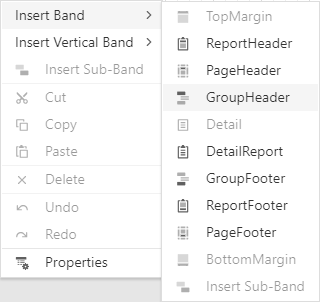 Insert Band
Insert Vertical Band
Insert Sub-Band
Cut
Copy
Paste
Delete
Undo
Redo
Properties
TopMargin
ReportHeader
PageHeader
GroupHeader
Detail
DetailReport
GroupFooter
ReportFooter
PageFooter
BottomMargin
Insert Sub-Band